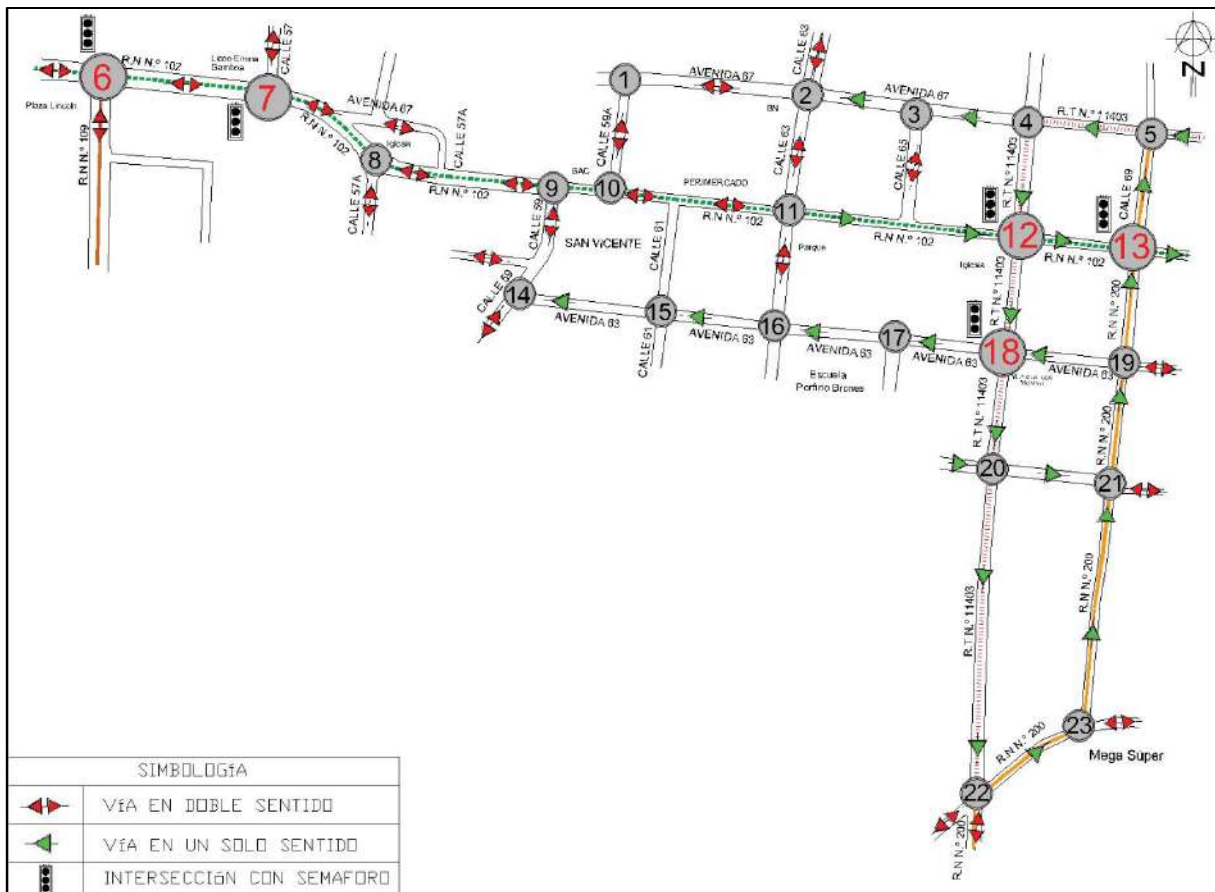 CALLE 57
Liceo Emma
Gamboa
R.N N.º 102
6
Plaza Lincoln
R.N N.º 109
7
AVENIDA 67
R.N N.º 102
Iglesia
CALLE 57A
8
CALLE 57A
R.N N.º 102
BAC
9
CALLE 59
CALLE 59A
10
1
AVENIDA 67
CALLE 63
2
BN
CALLE 63
AVENIDA 67
3
CALLE 65
4
R.T N.º 11403
5
N
PERIMERCADO
R.N N.º 102
11
Parque
R.N N.º 102
R.T N.º 11403
12
Iglesia
R.N N.º 102
CALLE 69
13
SAN VICENTE
CALLE 61
CALLE 59
14
AVENIDA 63
15
CALLE 61
AVENIDA 63
16
AVENIDA 63
17
AVENIDA 63
R.T N.º 11403
18
AVENIDA 63
R.N N.º 200
19
Escuela
Porfirio Brenes
R.T N.º 11403
20
R.N N.º 200
21
R.T N.º 11403
R.N N.º 200
23
Mega Súper
R.N N.º 200
22
R.N N.º 200
SIMBOLOGíA
VíA EN DOBLE SENTIDO
VíA EN UN SOLO SENTIDO
INTERSECCIóN CON SEMAFORO